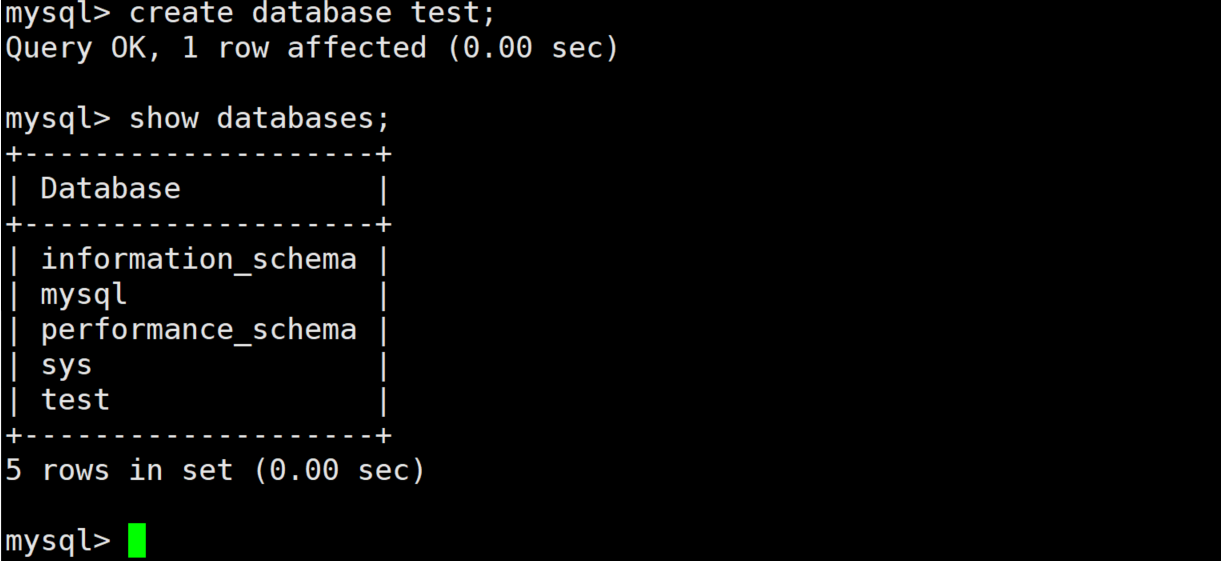 mysql> create database test;
Query OK, 1 row affected (0.00 sec)
mysql> show databases;
+--------------------+
| Database           |
+--------------------+
| information_schema |
| mysql              |
| performance_schema |
| sys                |
| test               |
+--------------------+
5 rows in set (0.00 sec)
mysql>